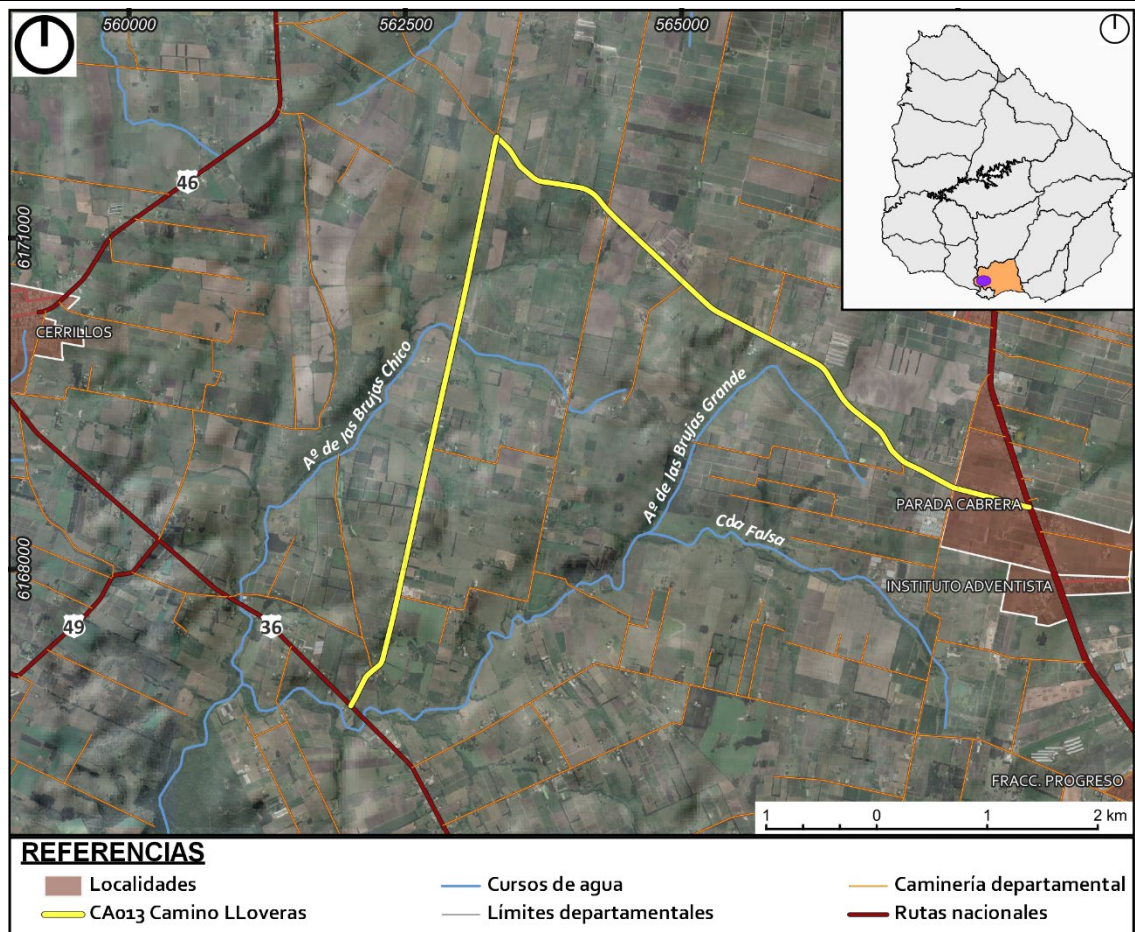 560000
562500
565000
6171000
6168000
46
CERRILLOS
Aº de las Brujas Chico
Aº de las Brujas Grande
Cda Falsa
PARADA CABRERA
INSTITUTO ADVENTISTA
49
36
FRACC. PROGRESO
1 0 1 2 km
REFERENCIAS
Localidades
Cursos de agua
Caminería departamental
CA013 Camino LLoveras
Límites departamentales
Rutas nacionales